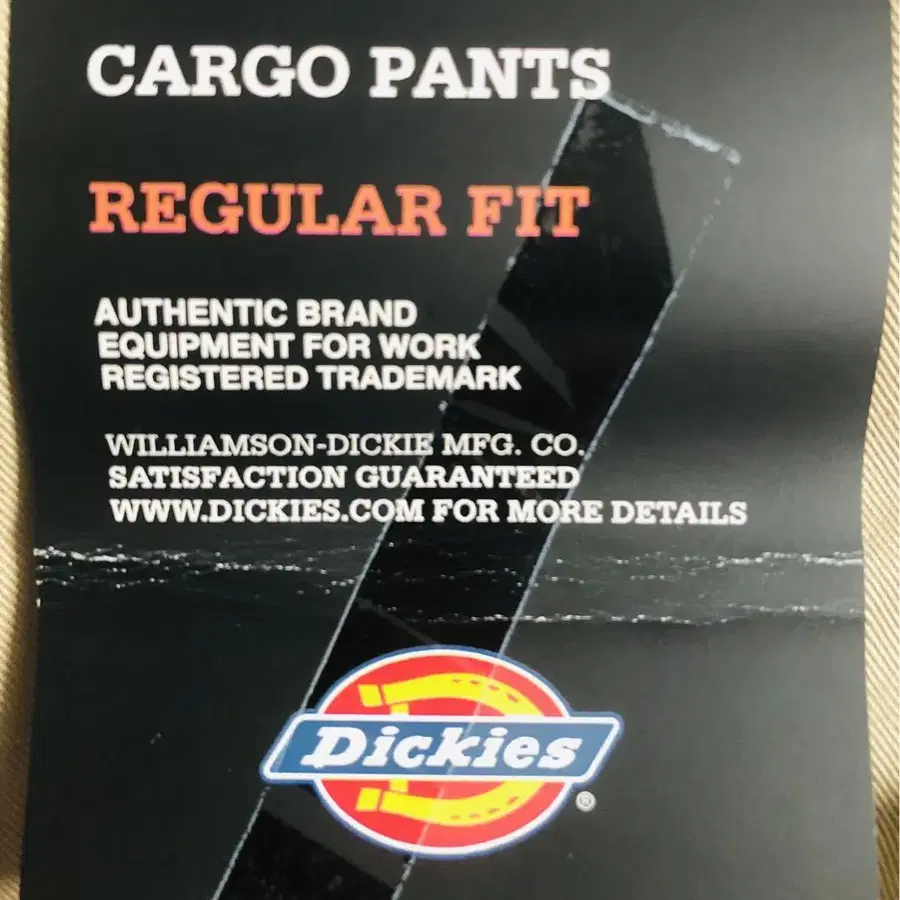 CARGO PANTS
REGULAR FIT
AUTHENTIC BRAND
EQUIPMENT FOR WORK
REGISTERED TRADEMARK
WILLIAMSON-DICKIE MFG. CO.
SATISFACTION GUARANTEED
WWW.DICKIES.COM FOR MORE DETAILS
Dickies
®